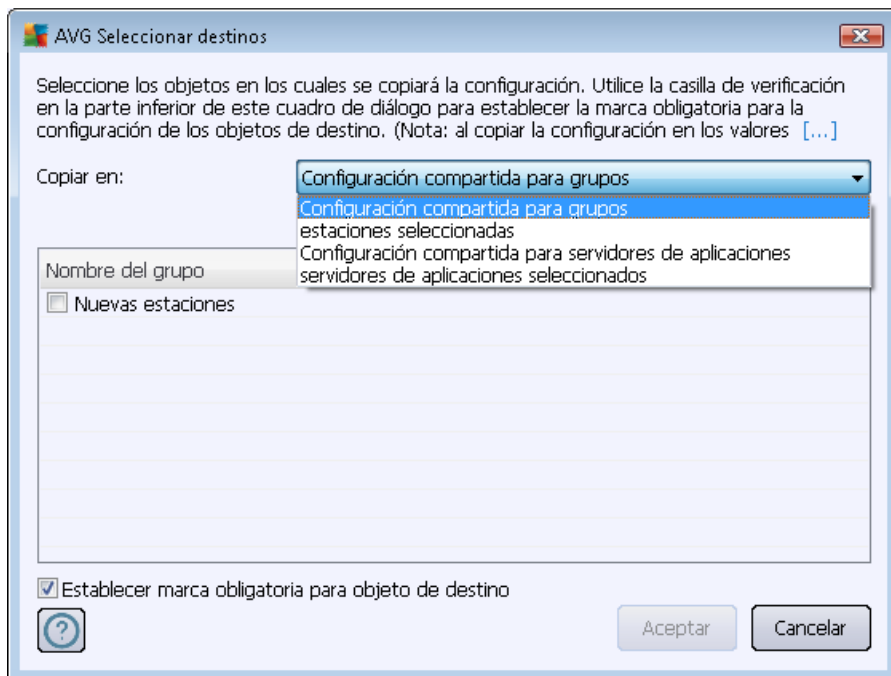 AVG Seleccionar destinos
Seleccione los objetos en los cuales se copiará la configuración. Utilice la casilla de verificación
en la parte inferior de este cuadro de diálogo para establecer la marca obligatoria para la
configuración de los objetos de destino. (Nota: al copiar la configuración en los valores [...]
Copiar en:
Configuración compartida para grupos
Configuración compartida para grupos
estaciones seleccionadas
Configuración compartida para servidores de aplicaciones
servidores de aplicaciones seleccionados
Nombre del grupo
Nuevas estaciones
Establecer marca obligatoria para objeto de destino
?
Aceptar
Cancelar